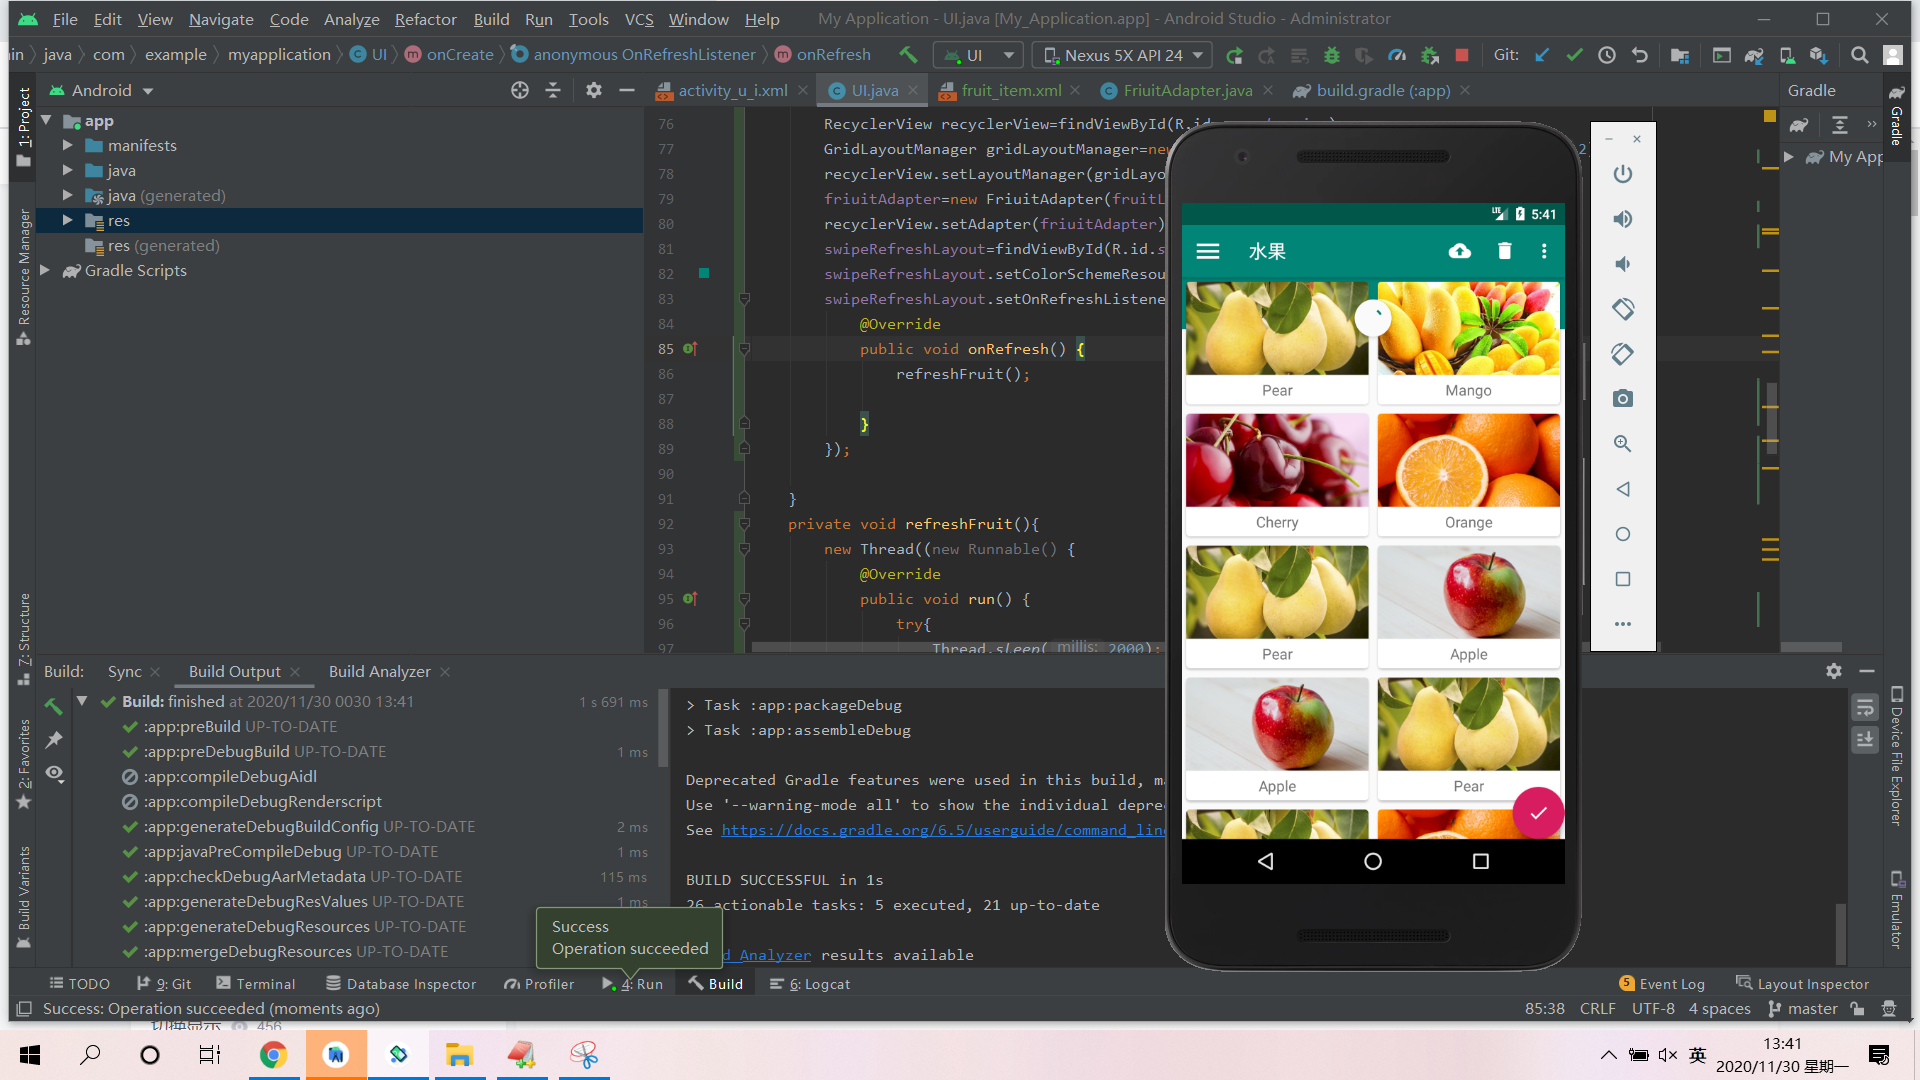 File Edit View Navigate Code Analyze Refactor Build Run Tools VCS Window Help My Application - UI.java [My_Application.app] - Android Studio - Administrator
in java com example myapplication UI onCreate anonymous OnRefreshListener onRefresh UI Nexus 5X API 24 Git:
1: Project
Resource Manager
Z: Structure
2: Favorites
Build Variants
Android
app
manifests
java
java (generated)
res
res (generated)
Gradle Scripts
activity_u_i.xml UI.java fruit_item.xml FriuitAdapter.java build.gradle (:app)
76 RecyclerView recyclerView=findViewById(R.id.
77 GridLayoutManager gridLayoutManager=new 2)
78 recyclerView.setLayoutManager(gridLayo
79 friuitAdapter=new FriuitAdapter(fruitL
80 recyclerView.setAdapter(friuitAdapter)
81 swipeRefreshLayout=findViewById(R.id.s
82 swipeRefreshLayout.setColorSchemeResou
83 swipeRefreshLayout.setOnRefreshListene
84 @Override
85 public void onRefresh() {
86 refreshFruit();
87
88 }
89 });
90
91 }
92 private void refreshFruit(){
93 new Thread((new Runnable() {
94 @Override
95 public void run() {
96 try{
97 Thread.sleep( millis: 2000);
Gradle
My App
Gradle
Device File Explorer
Emulator
LTE 5:41
水果
Pear Mango
Cherry Orange
Pear Apple
Apple Pear
Build: Sync Build Output Build Analyzer
Build: finished at 2020/11/30 0030 13:41 1 s 691 ms
:app:preBuild UP-TO-DATE
:app:preDebugBuild UP-TO-DATE 1 ms
:app:compileDebugAidl
:app:compileDebugRenderscript
:app:generateDebugBuildConfig UP-TO-DATE 2 ms
:app:javaPreCompileDebug UP-TO-DATE 1 ms
:app:checkDebugAarMetadata UP-TO-DATE 115 ms
:app:generateDebugResValues UP-TO-DATE 1 ms
:app:generateDebugResources UP-TO-DATE
:app:mergeDebugResources UP-TO-DATE
> Task :app:packageDebug
> Task :app:assembleDebug
Deprecated Gradle features were used in this build, ma
Use '--warning-mode all' to show the individual depre
See https://docs.gradle.org/6.5/userguide/command_lin
BUILD SUCCESSFUL in 1s
26 actionable tasks: 5 executed, 21 up-to-date
d Analyzer results available
Success
Operation succeeded
TODO 9: Git Terminal Database Inspector Profiler 4: Run Build 6: Logcat 5 Event Log Layout Inspector
Success: Operation succeeded (moments ago) 85:38 CRLF UTF-8 4 spaces master
切换显示 456
英 13:41
2020/11/30 星期一